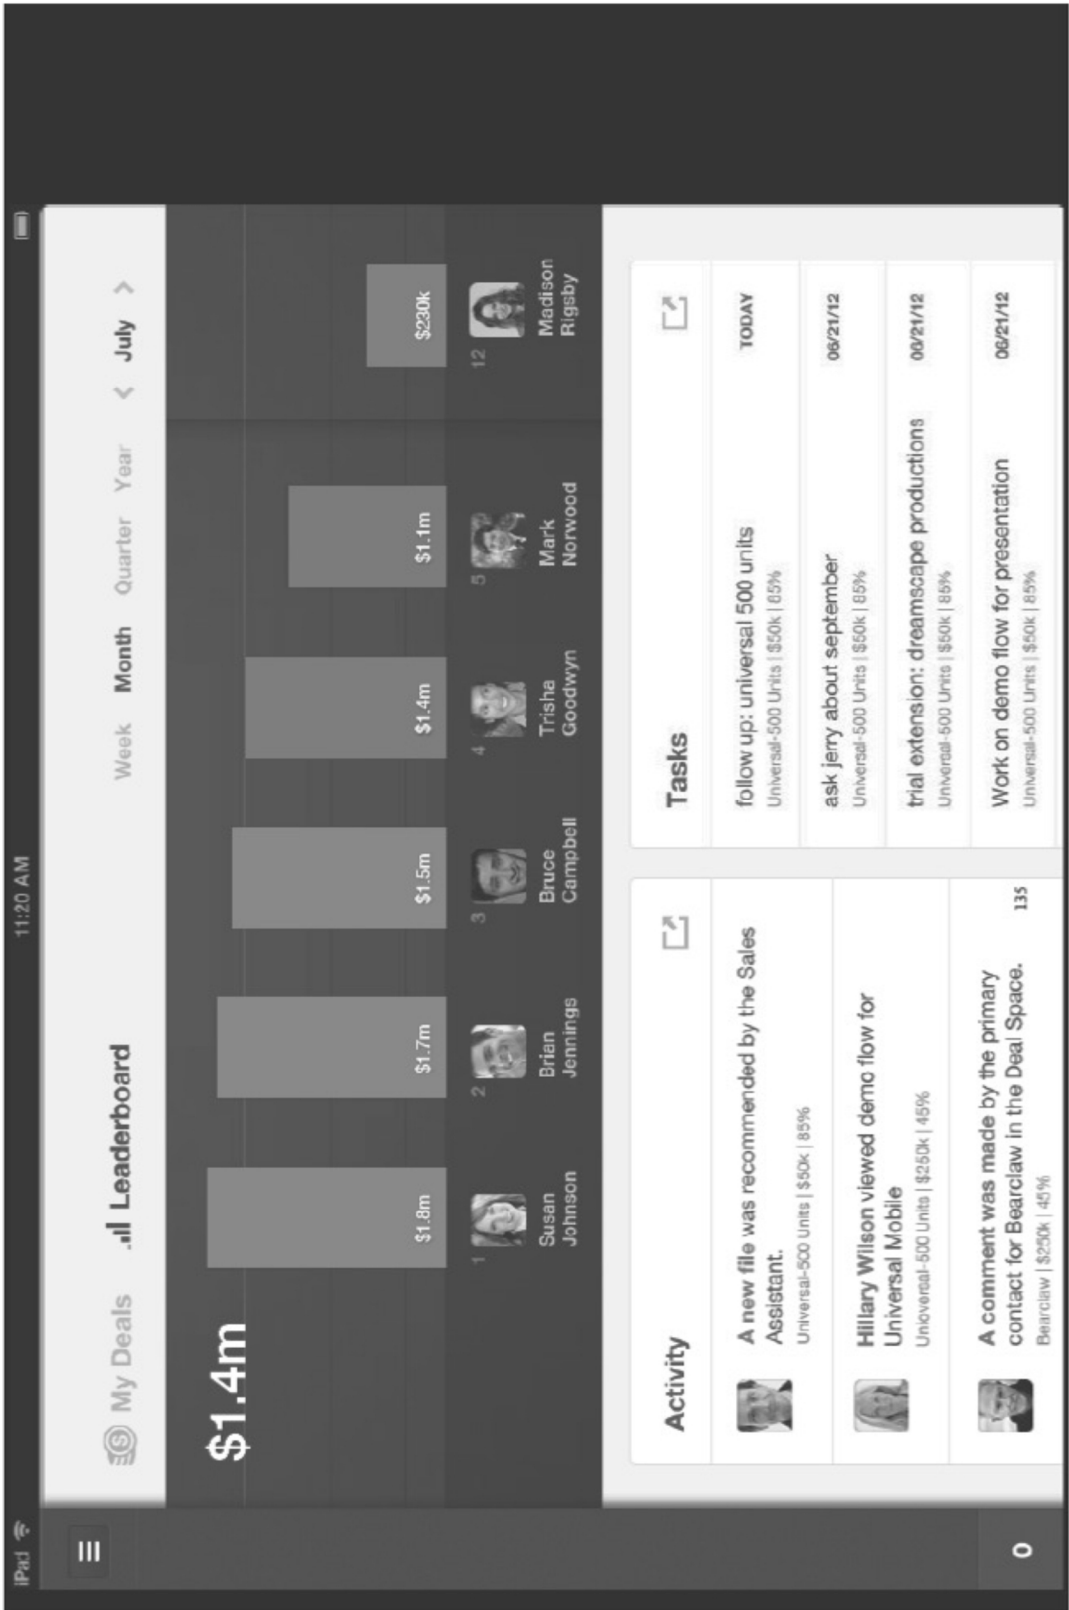 iPad
11:20 AM
My Deals
Leaderboard
Week Month Quarter Year
July
$1.4m
$1.8m
$1.7m
$1.5m
$1.4m
$1.1m
$230k
1
2
3
4
5
12
Susan
Johnson
Brian
Jennings
Bruce
Campbell
Trisha
Goodwyn
Mark
Norwood
Madison
Rigsby
Activity
A new file was recommended by the Sales
Assistant.
Universal-500 Units | $50k | 85%
Hillary Wilson viewed demo flow for
Universal Mobile
Unioversal-500 Units | $250k | 45%
A comment was made by the primary
contact for Bearclaw in the Deal Space.
Bearclaw | $250k | 45%
135
Tasks
follow up: universal 500 units
TODAY
Universal-500 Units | $50k | 85%
ask jerry about september
06/21/12
Universal-500 Units | $50k | 85%
trial extension: dreamscape productions
06/21/12
Universal-500 Units | $50k | 85%
Work on demo flow for presentation
06/21/12
Universal-500 Units | $50k | 85%
0